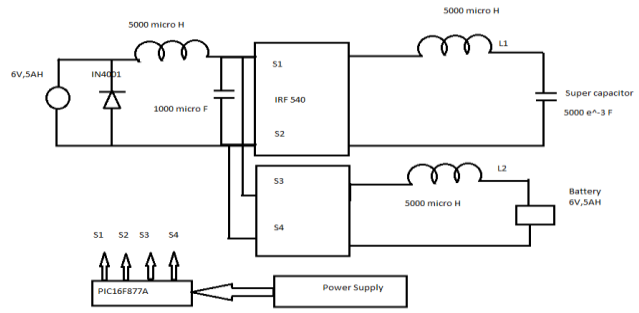 5000 micro H
5000 micro H
L1
S1
6V,5AH
IN4001
Super capacitor
IRF 540
1000 micro F
5000 e^-3 F
S2
L2
S3
Battery
6V,5AH
5000 micro H
S4
S1 S2 S3 S4
PIC16F877A
Power Supply